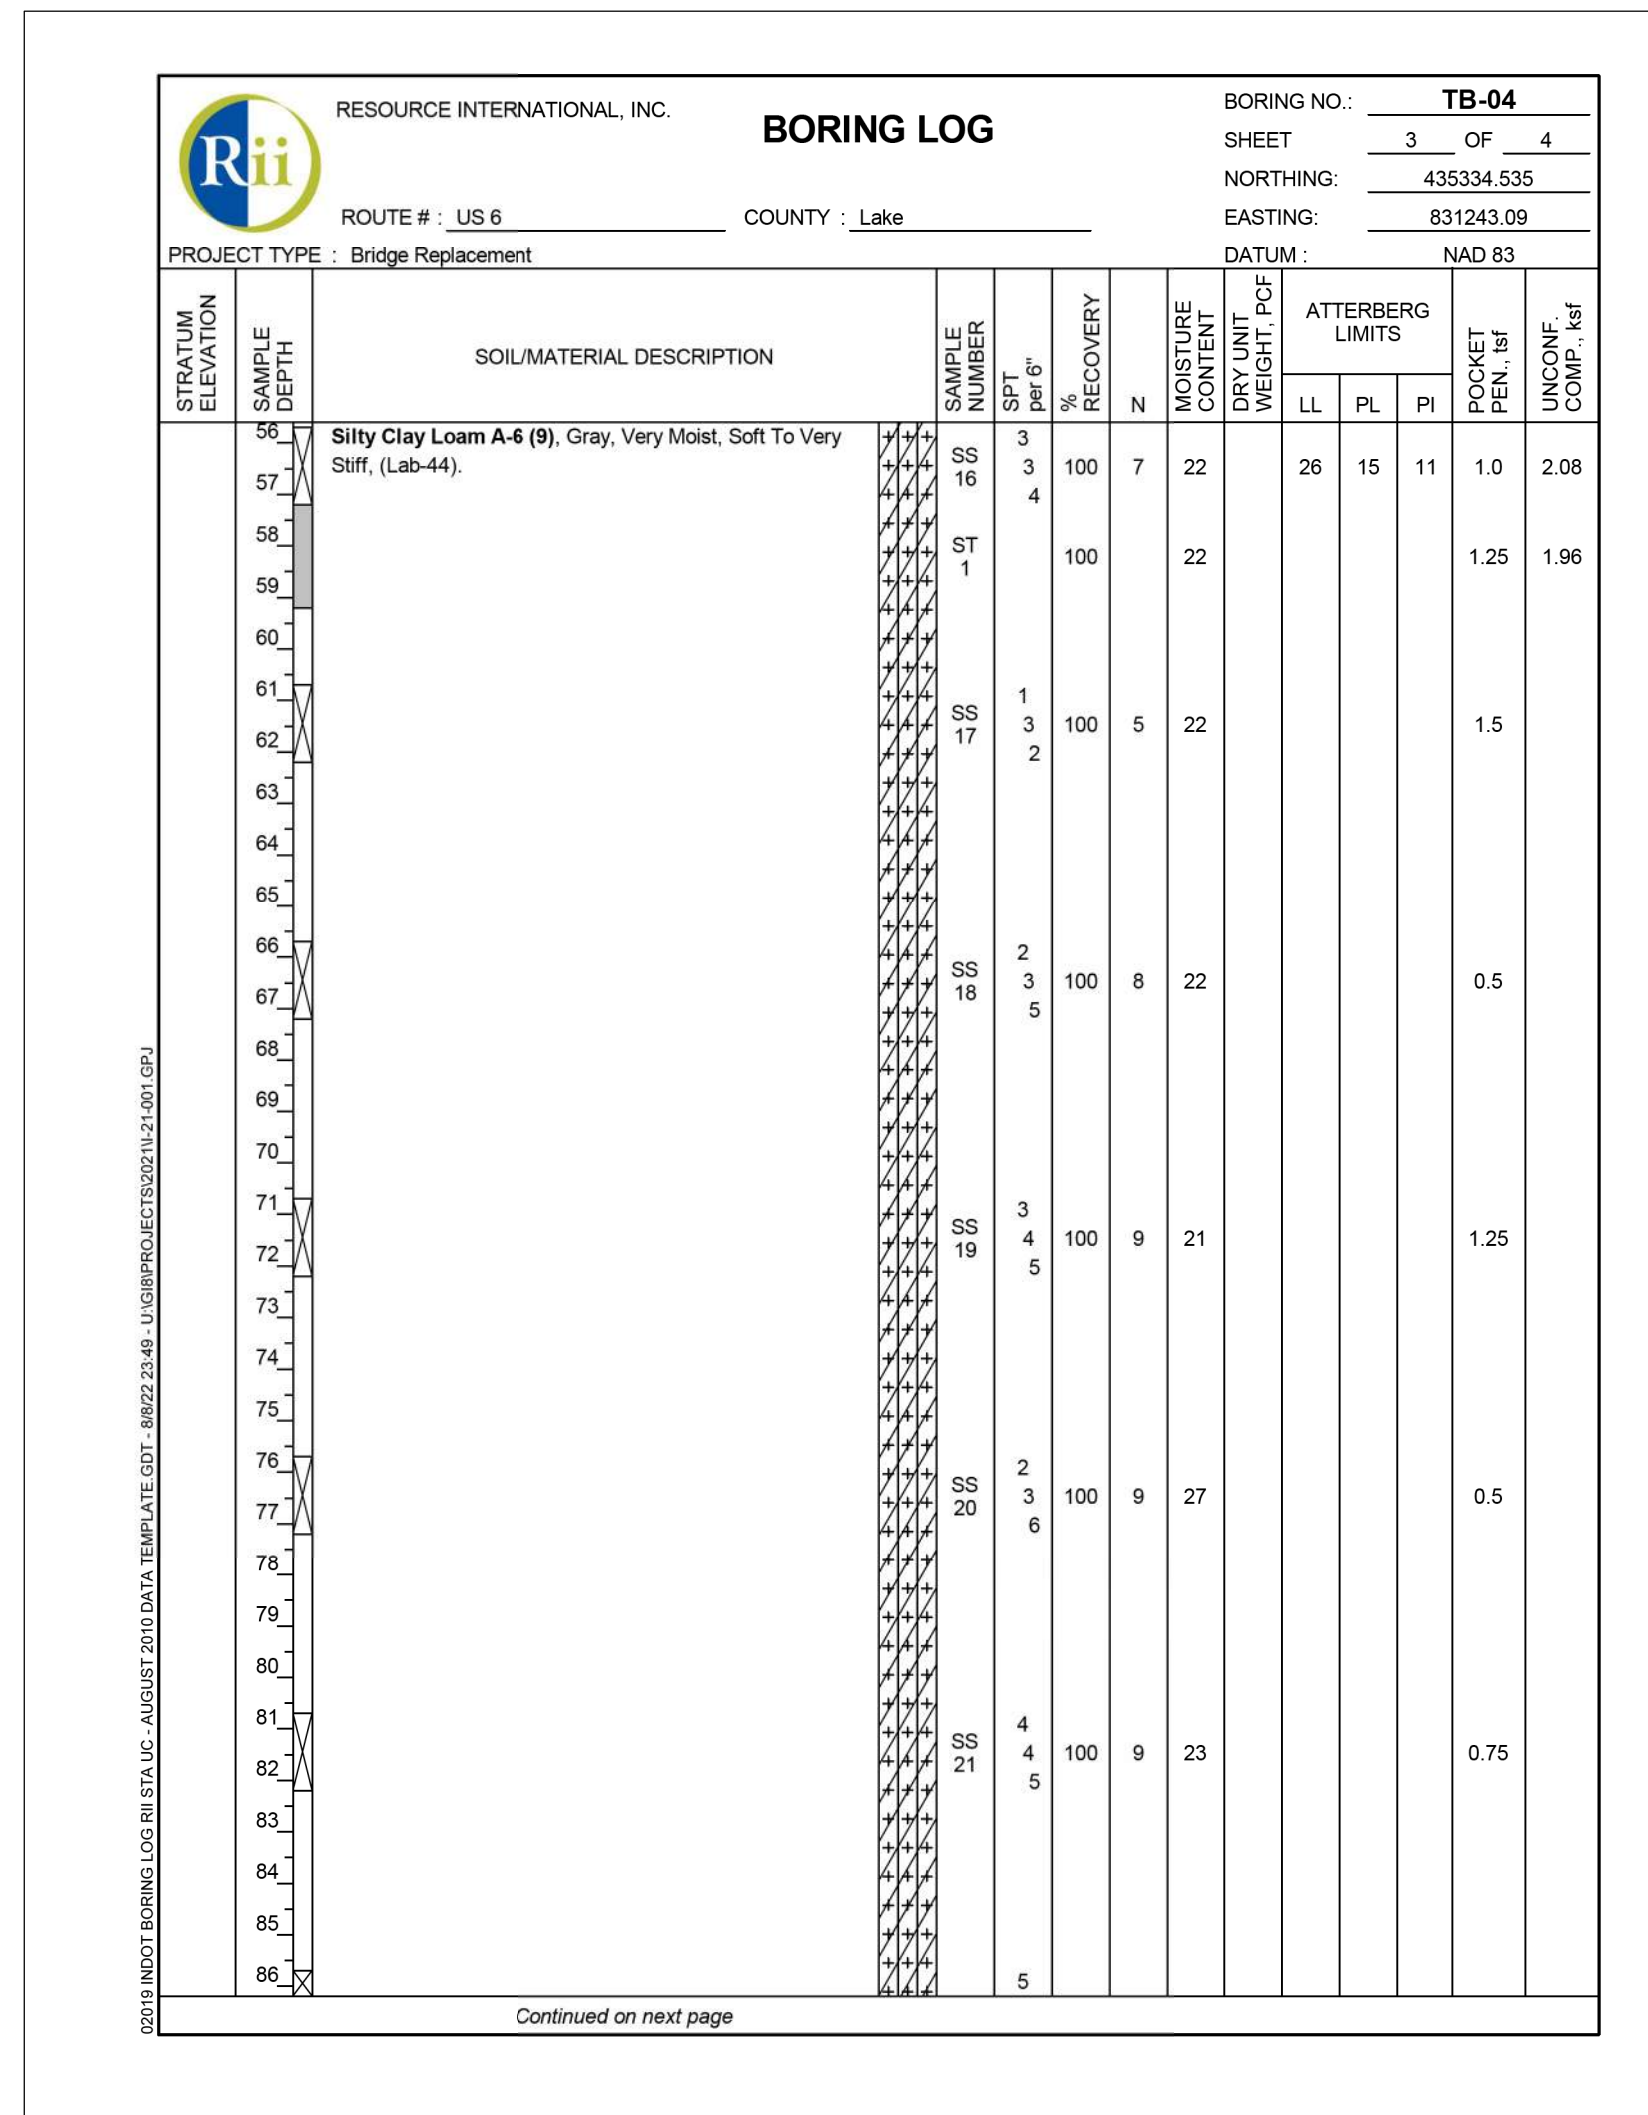 Rii
RESOURCE INTERNATIONAL, INC.
BORING LOG
BORING NO.: TB-04
SHEET 3 OF 4
NORTHING: 435334.535
ROUTE # : US 6 COUNTY : Lake EASTING: 831243.09
PROJECT TYPE : Bridge Replacement DATUM : NAD 83
STRATUM ELEVATION
SAMPLE DEPTH
SOIL/MATERIAL DESCRIPTION
SAMPLE NUMBER
SPT per 6"
% RECOVERY
N
MOISTURE CONTENT
DRY UNIT WEIGHT, PCF
ATTERBERG LIMITS
LL PL PI
POCKET PEN., tsf
UNCONF. COMP., ksf
56 Silty Clay Loam A-6 (9), Gray, Very Moist, Soft To Very 3
Stiff, (Lab-44). SS 16 3 100 7 22 26 15 11 1.0 2.08
57 4
58
ST 1 100 22 1.25 1.96
59
60
61 1
SS 17 3 100 5 22 1.5
62 2
63
64
65
66 2
SS 18 3 100 8 22 0.5
67 5
68
69
70
71 3
SS 19 4 100 9 21 1.25
72 5
73
74
75
76 2
SS 20 3 100 9 27 0.5
77 6
78
79
80
81 4
SS 21 4 100 9 23 0.75
82 5
83
84
85
86 5
Continued on next page
02019 INDOT BORING LOG RII STA UC - AUGUST 2010 DATA TEMPLATE.GDT - 8/8/22 23:49 - U:\GI8\PROJECTS\2021\I-21-001.GPJ